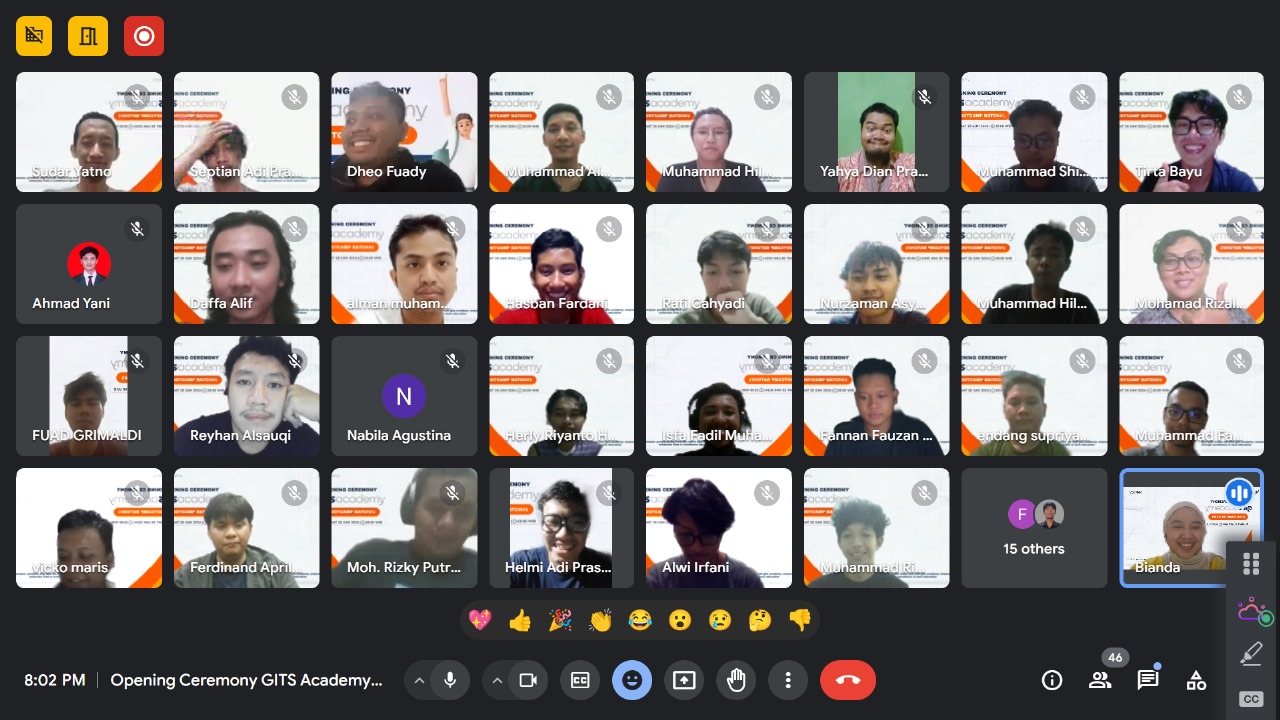 Sudar Yatno
Septian Adi Pra...
Dheo Fuady
Muhammad Al...
Muhammad Hil...
Yahya Dian Pra...
Muhammad Shi...
Tirta Bayu
Ahmad Yani
Daffa Alif
alman muham...
Hasban Fardani
Rafi Cahyadi
Nurzaman Asy...
Muhammad Hil...
Mohamad Rizal...
FUAD GRIMALDI
Reyhan Alsauqi
N
Nabila Agustina
Herly Riyanto H
Isfa Fadil Muha...
Fannan Fauzan ...
endang supriya...
Muhammad Fa...
vicko maris
Ferdinand April...
Moh. Rizky Putr...
Helmi Adi Pras...
Alwi Irfani
Muhammad Ri...
F
15 others
Bianda
46
8:02 PM | Opening Ceremony GITS Academy...
CC